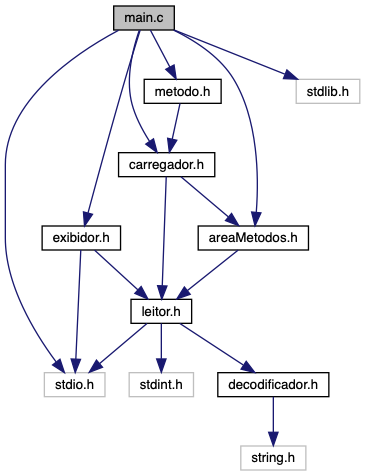 main.c
metodo.h
stdlib.h
carregador.h
exibidor.h
areaMetodos.h
leitor.h
stdio.h
stdint.h
decodificador.h
string.h